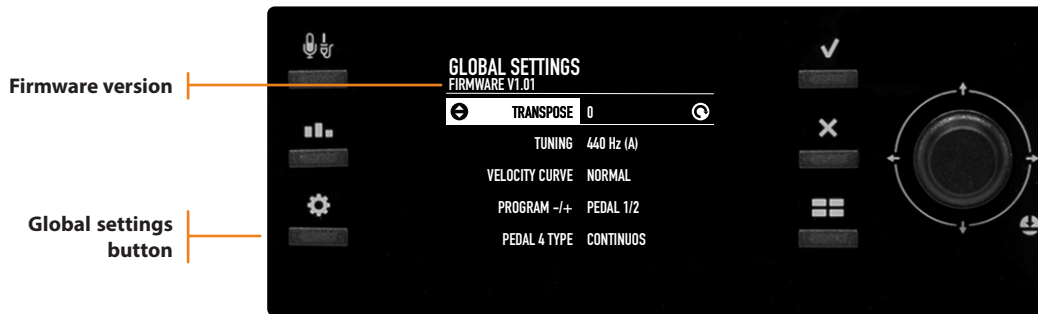 Firmware version
GLOBAL SETTINGS
FIRMWARE V1.01
TRANSPOSE 0
TUNING 440 Hz (A)
VELOCITY CURVE NORMAL
PROGRAM -/+ PEDAL 1/2
PEDAL 4 TYPE CONTINUOS
Global settings
button